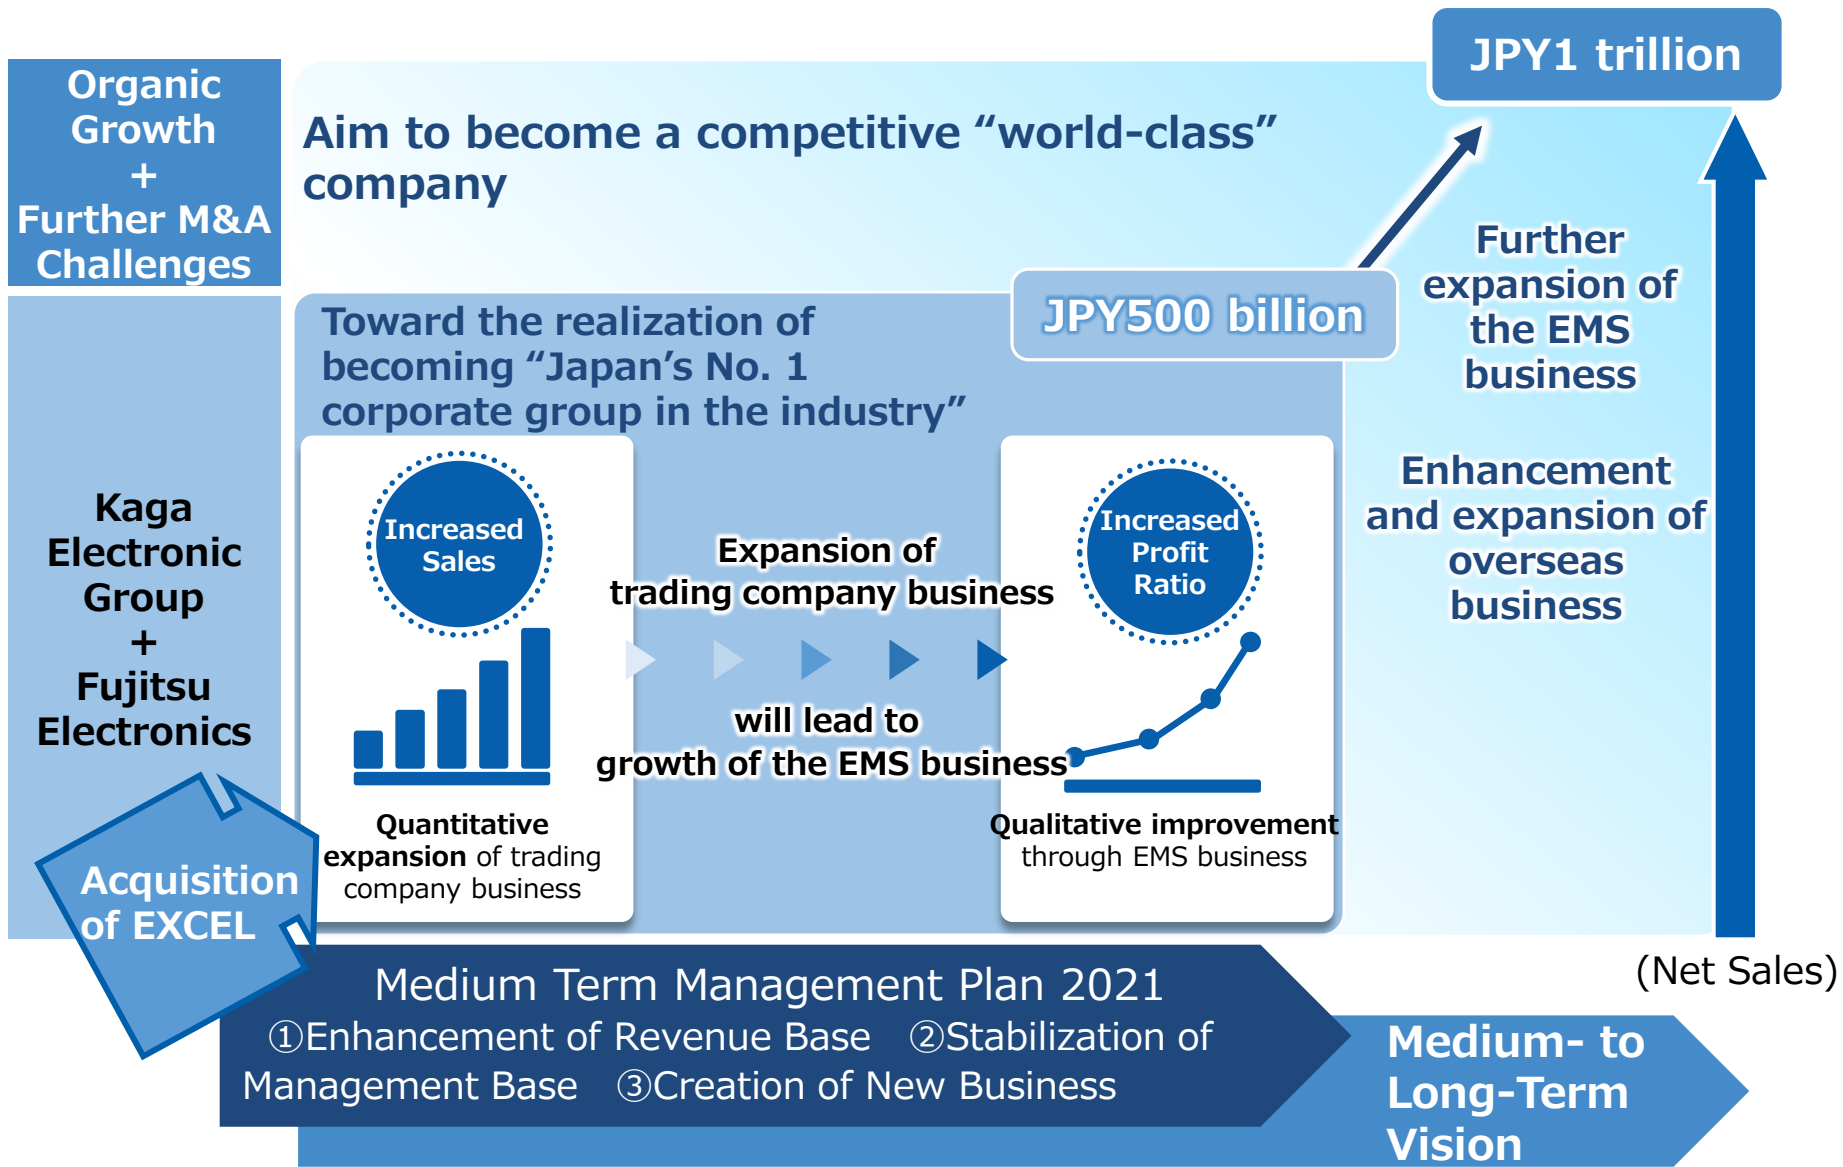 JPY1 trillion
Organic
Growth
+
Further M&A
Challenges
Aim to become a competitive “world-class”
company
Further
expansion of
the EMS
business
Enhancement
and expansion of
overseas
business
JPY500 billion
Toward the realization of
becoming “Japan’s No. 1
corporate group in the industry”
Kaga
Electronic
Group
+
Fujitsu
Electronics
Increased
Sales
Quantitative
expansion of trading
company business
Expansion of
trading company business
will lead to
growth of the EMS business
Increased
Profit
Ratio
Qualitative improvement
through EMS business
Acquisition
of EXCEL
(Net Sales)
Medium Term Management Plan 2021
①Enhancement of Revenue Base ②Stabilization of
Management Base ③Creation of New Business
Medium- to
Long-Term
Vision